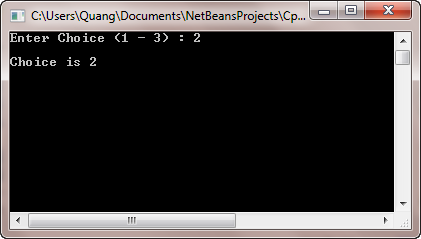 C:\Users\Quang\Documents\NetBeansProjects\Cp...
Enter Choice (1 - 3) : 2
Choice is 2